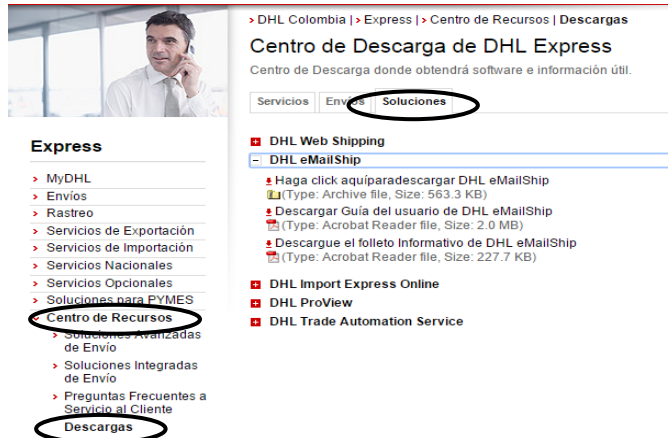 > DHL Colombia | > Express | > Centro de Recursos | Descargas
Centro de Descarga de DHL Express
Centro de Descarga donde obtendrá software e información útil.
Servicios Envíos Soluciones
DHL Web Shipping
DHL eMailShip
Haga click aquíparadescargar DHL eMailShip
(Type: Archive file, Size: 563.3 KB)
Descargar Guía del usuario de DHL eMailShip
(Type: Acrobat Reader file, Size: 2.0 MB)
Descargue el folleto Informativo de DHL eMailShip
(Type: Acrobat Reader file, Size: 227.7 KB)
DHL Import Express Online
DHL ProView
DHL Trade Automation Service
Express
> MyDHL
> Envíos
> Rastreo
> Servicios de Exportación
> Servicios de Importación
> Servicios Nacionales
> Servicios Opcionales
> Soluciones para PYMES
Centro de Recursos
> Soluciones Avanzadas
de Envío
> Soluciones Integradas
de Envío
> Preguntas Frecuentes a
Servicio al Cliente
Descargas